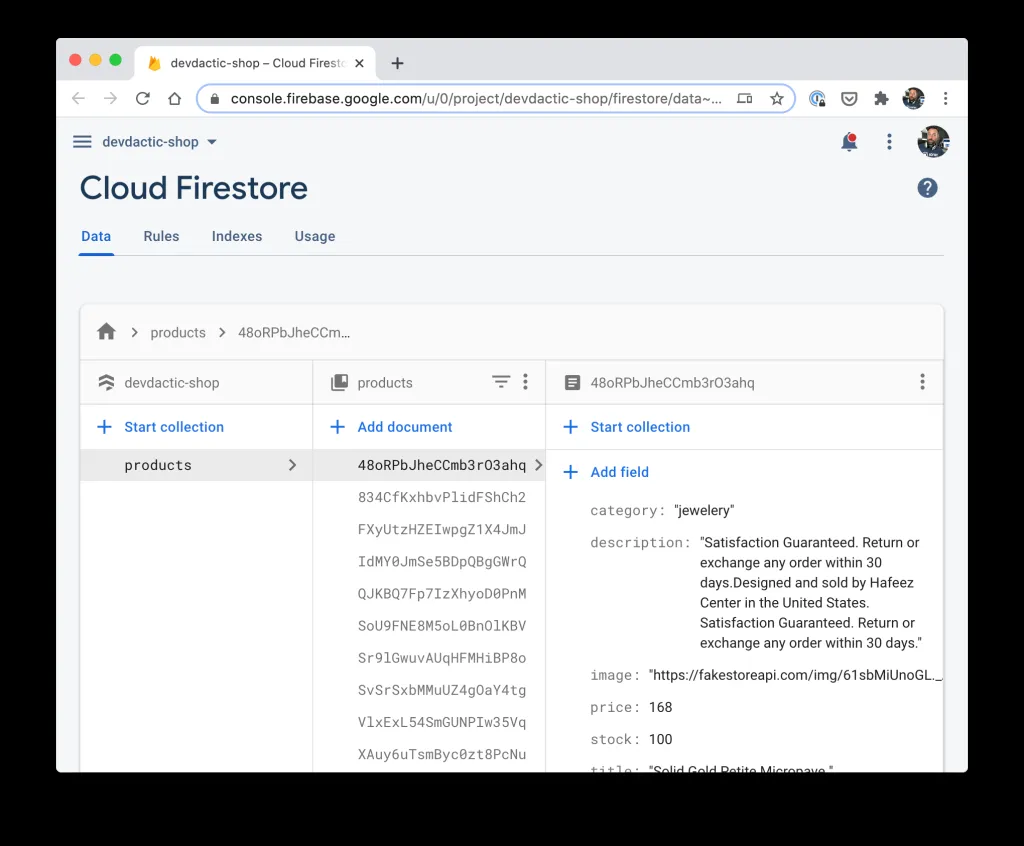 devdactic-shop – Cloud Firest
console.firebase.google.com/u/0/project/devdactic-shop/firestore/data~...
devdactic-shop
Cloud Firestore
Data Rules Indexes Usage
products 48oRPbJheCCm...
devdactic-shop
products
48oRPbJheCCmb3rO3ahq
Start collection
Add document
Start collection
products
48oRPbJheCCmb3rO3ahq
834CfKxhbvPlidFShCh2
FXyUtzHZEIwpgZ1X4JmJ
IdMY0JmSe5BDpQBgGWrQ
QJKBQ7Fp7IzXhyoD0PnM
SoU9FNE8M5oL0BnOlKBV
Sr9lGwuvAUqHFMHiBP8o
SvSrSxbMMuUZ4gOaY4tg
VlxExL54SmGUNPIw35Vq
XAuy6uTsmByc0zt8PcNu
Add field
category: "jewelery"
description: "Satisfaction Guaranteed. Return or
exchange any order within 30
days.Designed and sold by Hafeez
Center in the United States.
Satisfaction Guaranteed. Return or
exchange any order within 30 days."
image: "https://fakestoreapi.com/img/61sbMiUnoGL._
price: 168
stock: 100
title: "Solid Gold Petite Micropave "